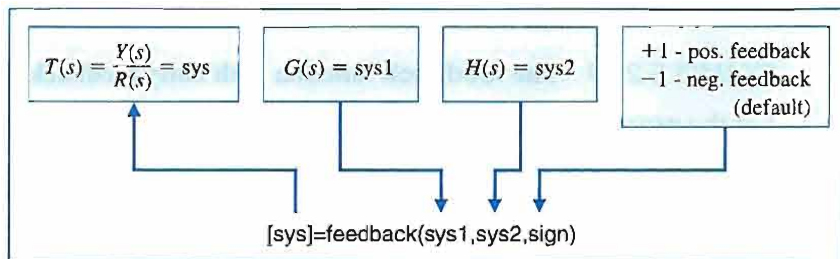 T(s) = Y(s)/R(s) = sys
G(s) = sys1
H(s) = sys2
+1 - pos. feedback
−1 - neg. feedback
(default)
[sys]=feedback(sys1,sys2,sign)